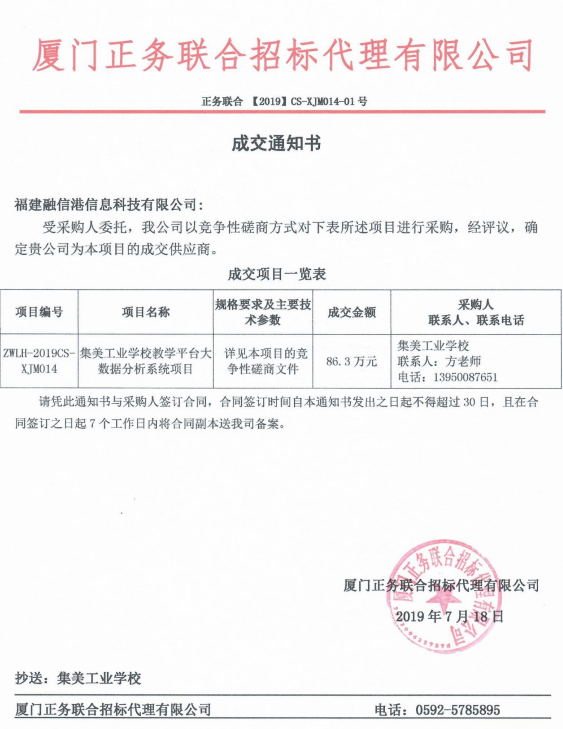 厦门正务联合招标代理有限公司
正务联合 【2019】CS-XJM014-01号
成交通知书
福建融信港信息科技有限公司:
受采购人委托，我公司以竞争性磋商方式对下表所述项目进行采购，经评议，确
定贵公司为本项目的成交供应商。
成交项目一览表
项目编号 项目名称 规格要求及主要技术参数 成交金额 采购人 联系人、联系电话
ZWLH-2019CS-XJM014 集美工业学校教学平台大数据分析系统项目 详见本项目的竞争性磋商文件 86.3万元 集美工业学校 联系人：方老师 电话：13950087651
请凭此通知书与采购人签订合同，合同签订时间自本通知书发出之日起不得超过 30 日，且在合
同签订之日起 7 个工作日内将合同副本送我司备案。
厦门正务联合招标代理有限公司
厦门正务联合招标代理有限公司
2019 年 7 月 18 日
抄送：集美工业学校
厦门正务联合招标代理有限公司 电话：0592-5785895